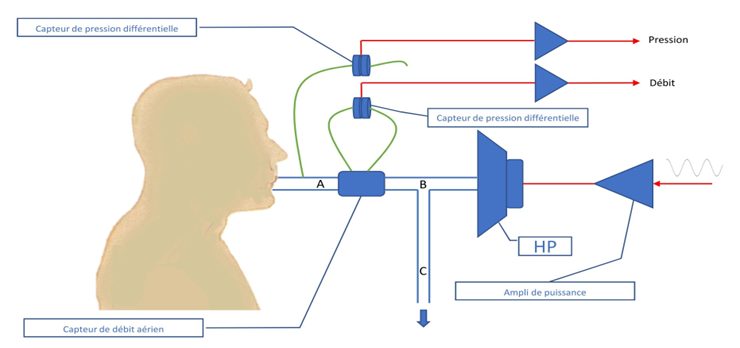 Capteur de pression différentielle
Pression
Débit
Capteur de pression différentielle
A
B
HP
C
Ampli de puissance
Capteur de débit aérien